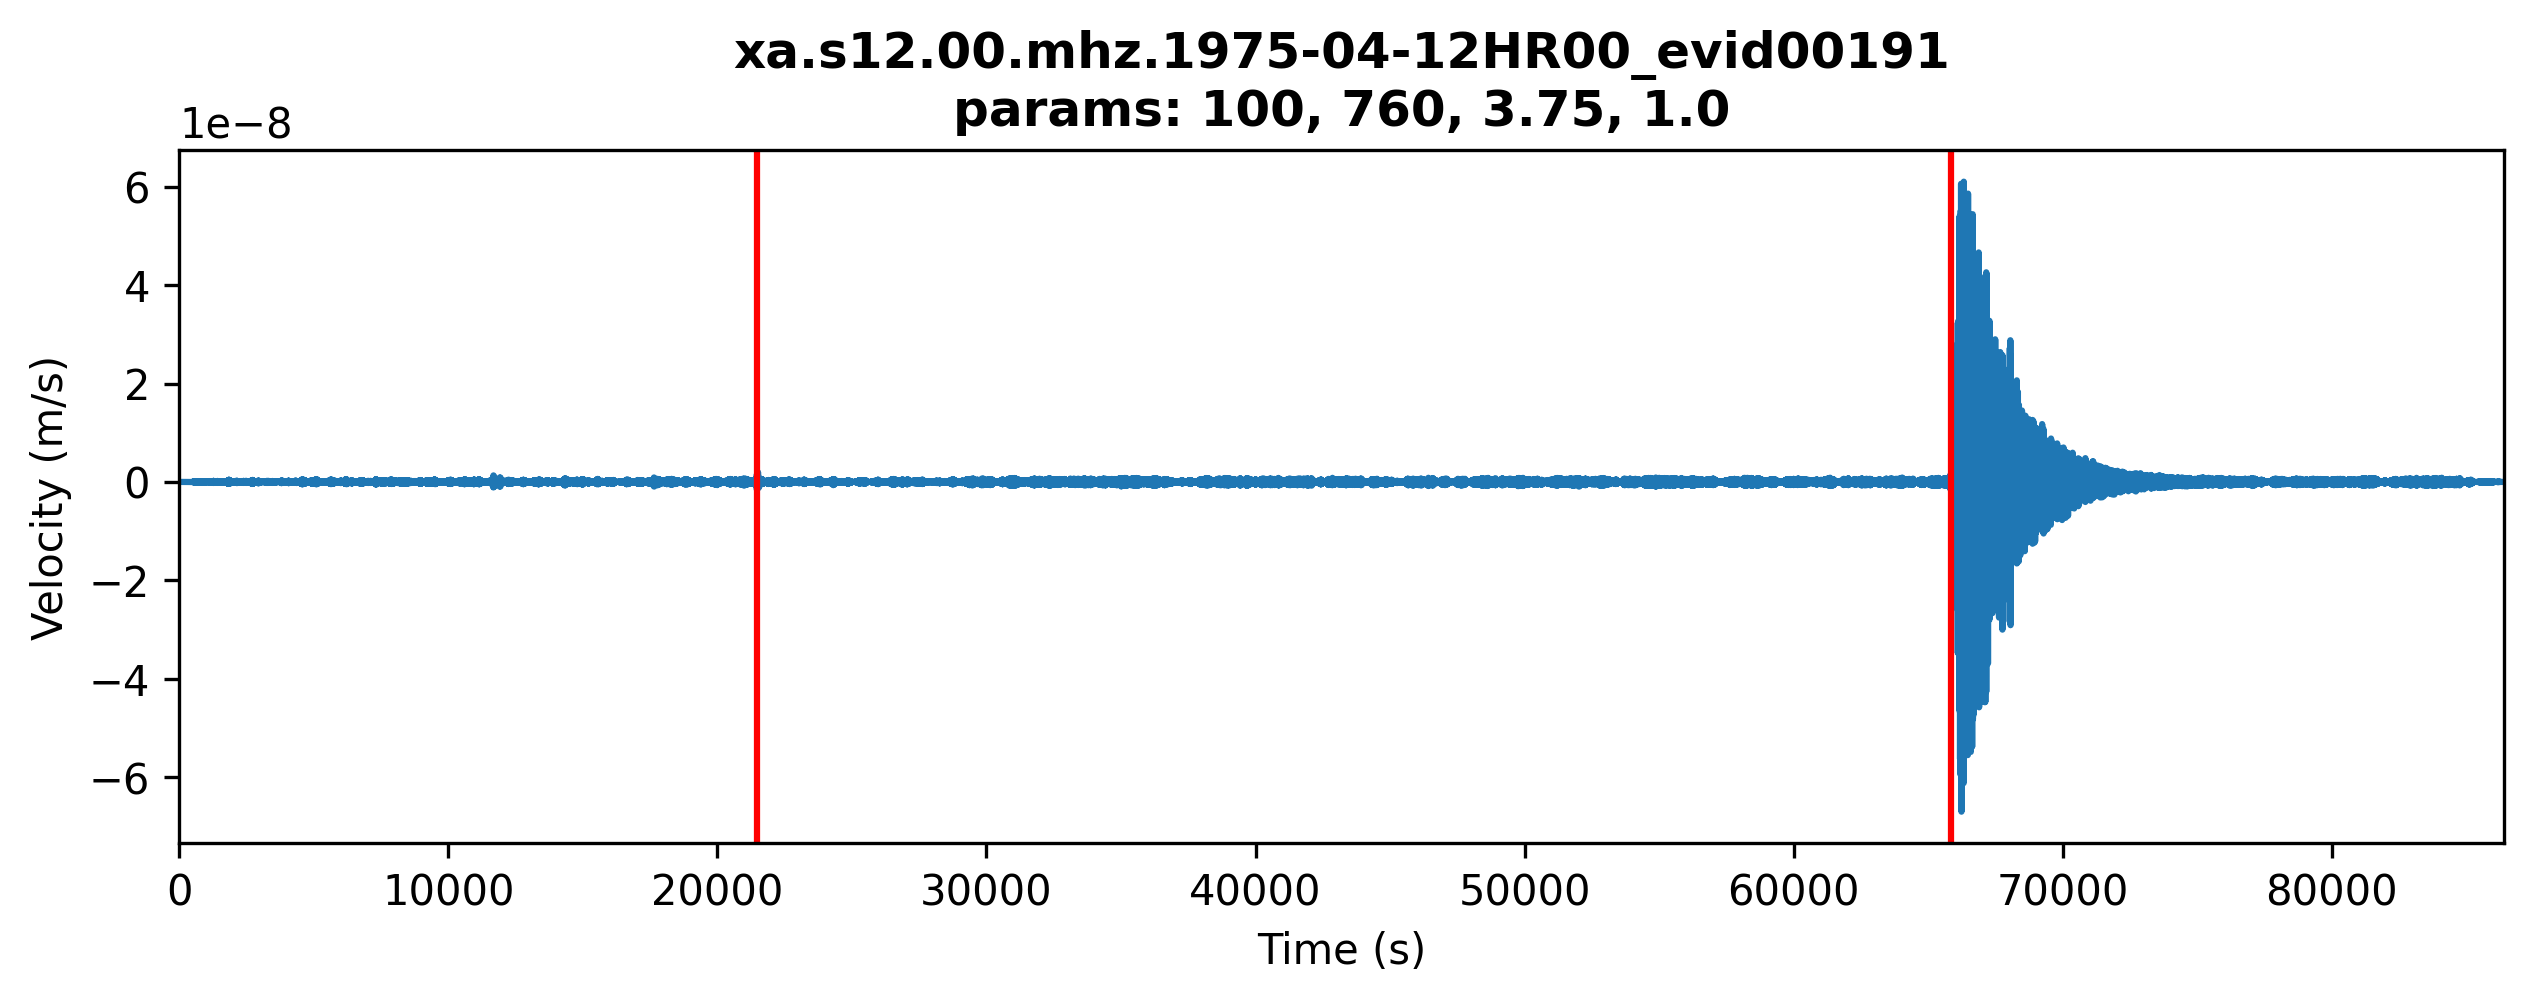 xa.s12.00.mhz.1975-04-12HR00_evid00191
params: 100, 760, 3.75, 1.0
1e−8
6
4
2
0
−2
−4
−6
Velocity (m/s)
0 10000 20000 30000 40000 50000 60000 70000 80000
Time (s)